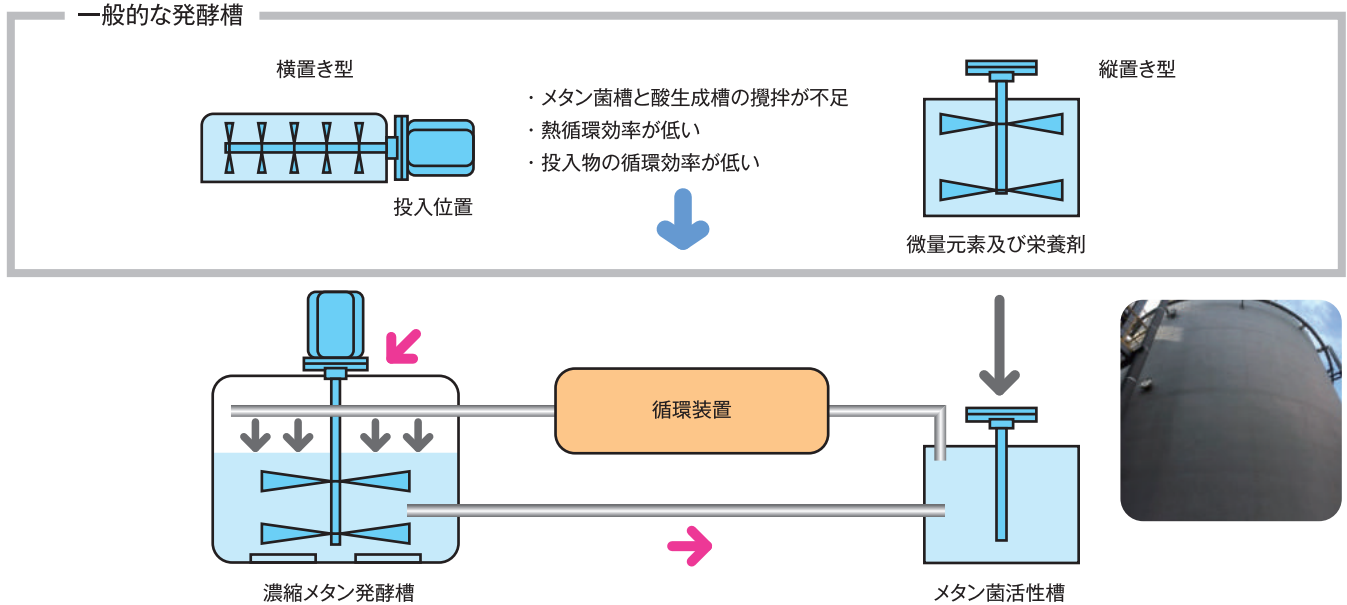 一般的な発酵槽
横置き型
縦置き型
・メタン菌槽と酸生成槽の攪拌が不足
・熱循環効率が低い
・投入物の循環効率が低い
投入位置
微量元素及び栄養剤
循環装置
濃縮メタン発酵槽
メタン菌活性槽